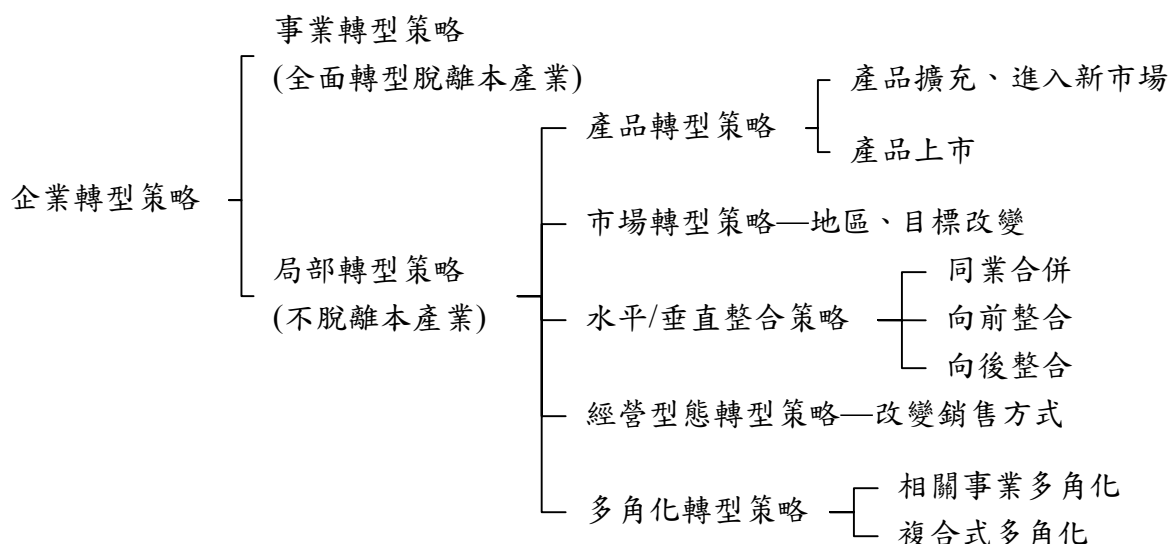 企業轉型策略
事業轉型策略
(全面轉型脫離本產業)
局部轉型策略
(不脫離本產業)
產品轉型策略
產品擴充、進入新市場
產品上市
市場轉型策略—地區、目標改變
水平/垂直整合策略
同業合併
向前整合
向後整合
經營型態轉型策略—改變銷售方式
多角化轉型策略
相關事業多角化
複合式多角化